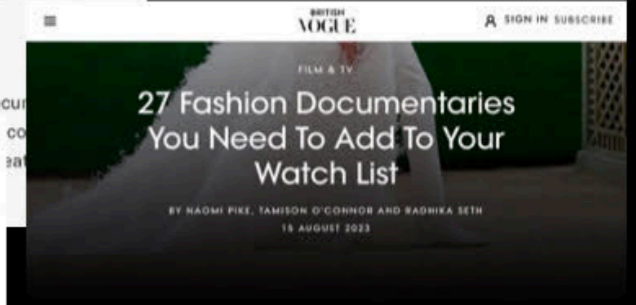 BRITISH
VOGUE
SIGN IN SUBSCRIBE
FILM & TV
27 Fashion Documentaries
You Need To Add To Your
Watch List
BY NAOMI PIKE, TAMISON O'CONNOR AND RADHIKA SETH
15 AUGUST 2023